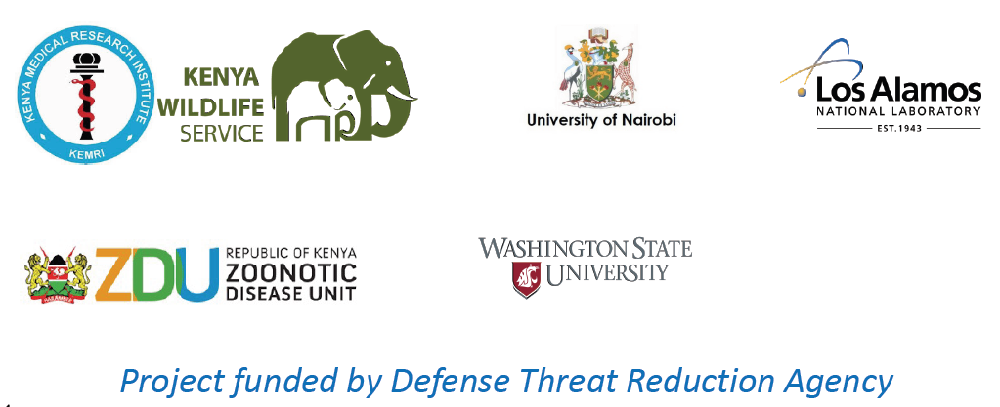 KENYA MEDICAL RESEARCH INSTITUTE
KEMRI
KENYA
WILDLIFE
SERVICE
University of Nairobi
Los Alamos
NATIONAL LABORATORY
EST. 1943
HARAMBEE
ZDU
REPUBLIC OF KENYA
ZOONOTIC
DISEASE UNIT
WASHINGTON STATE
UNIVERSITY
Project funded by Defense Threat Reduction Agency